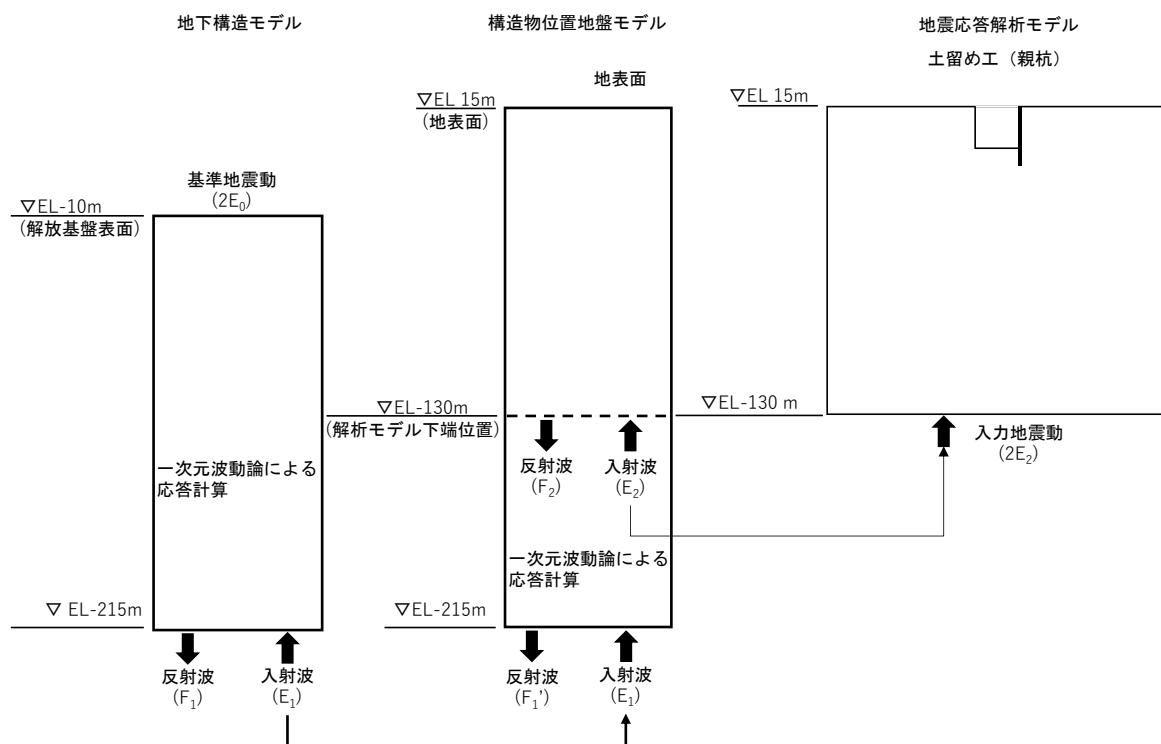 地下構造モデル
基準地震動
(2E₀)
▽EL-10m
(解放基盤表面)
一次元波動論による
応答計算
▽ EL-215m
反射波
(F₁)
入射波
(E₁)
構造物位置地盤モデル
地表面
▽EL 15m
(地表面)
▽EL-130m
(解析モデル下端位置)
反射波
(F₂)
入射波
(E₂)
一次元波動論による
応答計算
▽EL-215m
反射波
(F₁’)
入射波
(E₁)
地震応答解析モデル
土留め工（親杭）
▽EL 15m
▽EL-130 m
入力地震動
(2E₂)